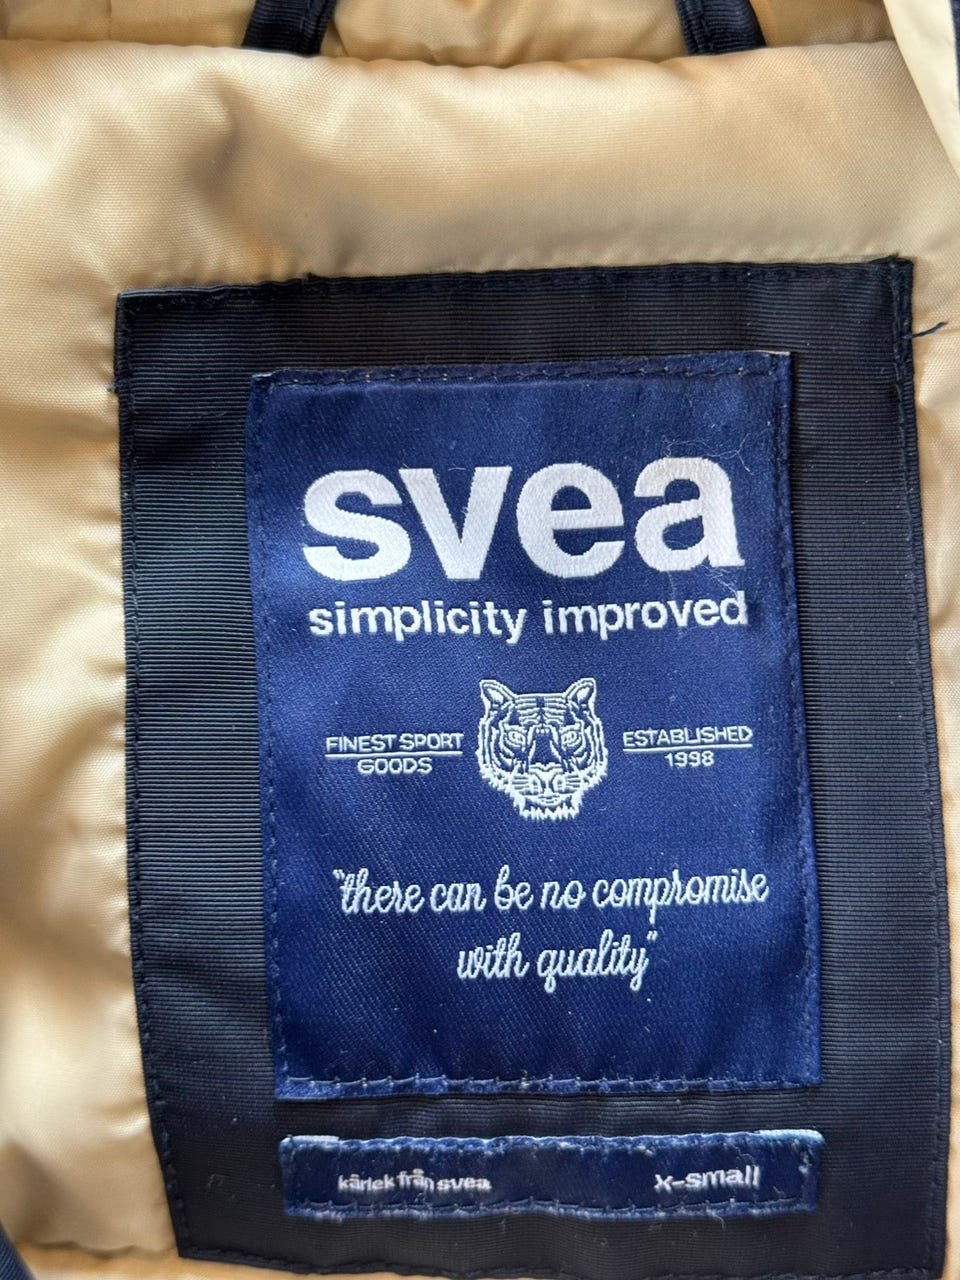 svea
simplicity improved
FINEST SPORT
GOODS
ESTABLISHED
1998
"there can be no compromise
with quality"
kärlek från svea
x-small